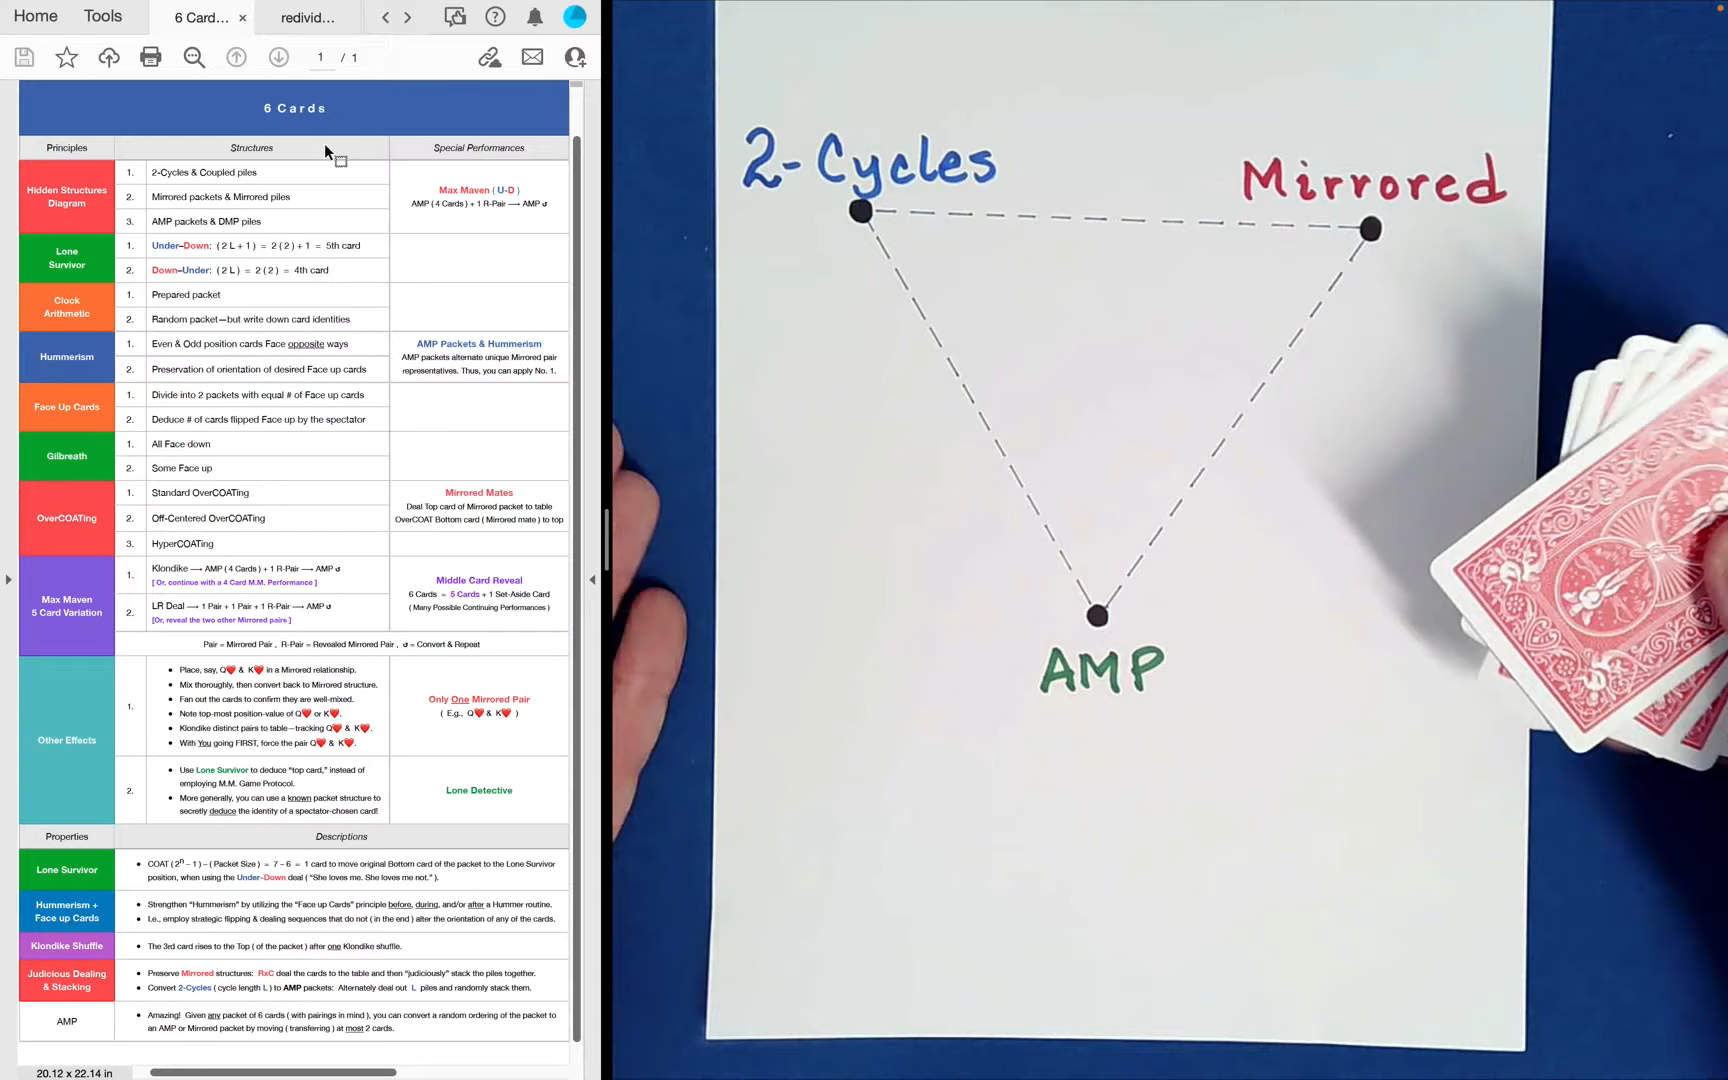 Home Tools 6 Card... × redivid...
1 / 1
6 Cards
Principles Structures Special Performances
Hidden Structures
Diagram
1. 2-Cycles & Coupled piles
2. Mirrored packets & Mirrored piles
3. AMP packets & DMP piles
Max Maven ( U-D )
AMP ( 4 Cards ) + 1 R-Pair → AMP ↺
Lone
Survivor
1. Under–Down: ( 2 L + 1 ) = 2 ( 2 ) + 1 = 5th card
2. Down–Under: ( 2 L ) = 2 ( 2 ) = 4th card
Clock
Arithmetic
1. Prepared packet
2. Random packet—but write down card identities
Hummerism
1. Even & Odd position cards Face opposite ways
2. Preservation of orientation of desired Face up cards
AMP Packets & Hummerism
AMP packets alternate unique Mirrored pair
representatives. Thus, you can apply No. 1.
Face Up Cards
1. Divide into 2 packets with equal # of Face up cards
2. Deduce # of cards flipped Face up by the spectator
Gilbreath
1. All Face down
2. Some Face up
OverCOATing
1. Standard OverCOATing
2. Off-Centered OverCOATing
3. HyperCOATing
Mirrored Mates
Deal Top card of Mirrored packet to table
OverCOAT Bottom card ( Mirrored mate ) to top
Max Maven
5 Card Variation
1. Klondike → AMP ( 4 Cards ) + 1 R-Pair → AMP ↺
[ Or, continue with a 4 Card M.M. Performance ]
2. LR Deal → 1 Pair + 1 Pair + 1 R-Pair → AMP ↺
[Or, reveal the two other Mirrored pairs ]
Middle Card Reveal
6 Cards = 5 Cards + 1 Set-Aside Card
( Many Possible Continuing Performances )
Pair = Mirrored Pair , R-Pair = Revealed Mirrored Pair , ↺ = Convert & Repeat
Other Effects
1.
• Place, say, Q♥ & K♥ in a Mirrored relationship.
• Mix thoroughly, then convert back to Mirrored structure.
• Fan out the cards to confirm they are well-mixed.
• Note top-most position-value of Q♥ or K♥.
• Klondike distinct pairs to table—tracking Q♥ & K♥.
• With You going FIRST, force the pair Q♥ & K♥.
Only One Mirrored Pair
( E.g., Q♥ & K♥ )
2.
• Use Lone Survivor to deduce “top card,” instead of
employing M.M. Game Protocol.
• More generally, you can use a known packet structure to
secretly deduce the identity of a spectator-chosen card!
Lone Detective
Properties Descriptions
Lone Survivor
• COAT ( 2ⁿ – 1 ) – ( Packet Size ) = 7 – 6 = 1 card to move original Bottom card of the packet to the Lone Survivor
position, when using the Under–Down deal ( “She loves me. She loves me not.” ).
Hummerism +
Face up Cards
• Strengthen “Hummerism” by utilizing the “Face up Cards” principle before, during, and/or after a Hummer routine.
• I.e., employ strategic flipping & dealing sequences that do not ( in the end ) alter the orientation of any of the cards.
Klondike Shuffle
• The 3rd card rises to the Top ( of the packet ) after one Klondike shuffle.
Judicious Dealing
& Stacking
• Preserve Mirrored structures: RxC deal the cards to the table and then “judiciously” stack the piles together.
• Convert 2-Cycles ( cycle length L ) to AMP packets: Alternately deal out L piles and randomly stack them.
AMP
• Amazing! Given any packet of 6 cards ( with pairings in mind ), you can convert a random ordering of the packet to
an AMP or Mirrored packet by moving ( transferring ) at most 2 cards.
20.12 x 22.14 in
2-Cycles
Mirrored
AMP